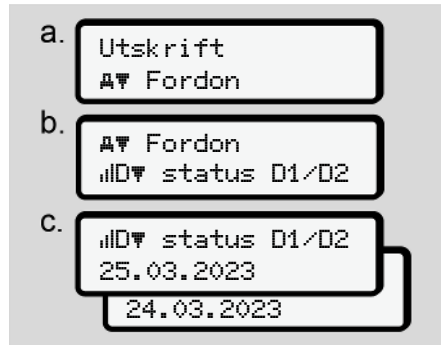 a.
Utskrift
Fordon
b.
Fordon
D▼ status D1/D2
c.
D▼ status D1/D2
25.03.2023
24.03.2023